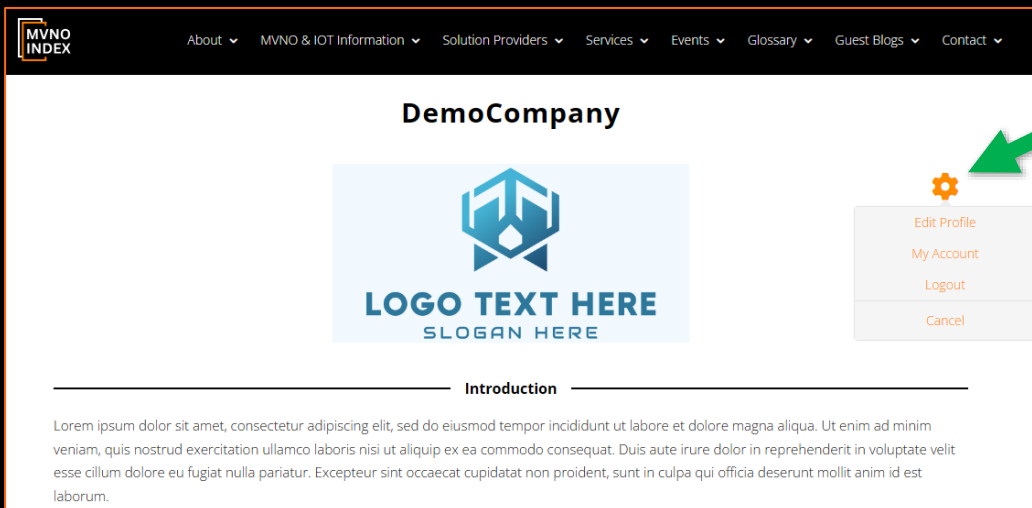 MVNO
INDEX
About
MVNO & IOT Information
Solution Providers
Services
Events
Glossary
Guest Blogs
Contact
DemoCompany
LOGO TEXT HERE
SLOGAN HERE
Edit Profile
My Account
Logout
Cancel
Introduction
Lorem ipsum dolor sit amet, consectetur adipiscing elit, sed do eiusmod tempor incididunt ut labore et dolore magna aliqua. Ut enim ad minim
veniam, quis nostrud exercitation ullamco laboris nisi ut aliquip ex ea commodo consequat. Duis aute irure dolor in reprehenderit in voluptate velit
esse cillum dolore eu fugiat nulla pariatur. Excepteur sint occaecat cupidatat non proident, sunt in culpa qui officia deserunt mollit anim id est
laborum.